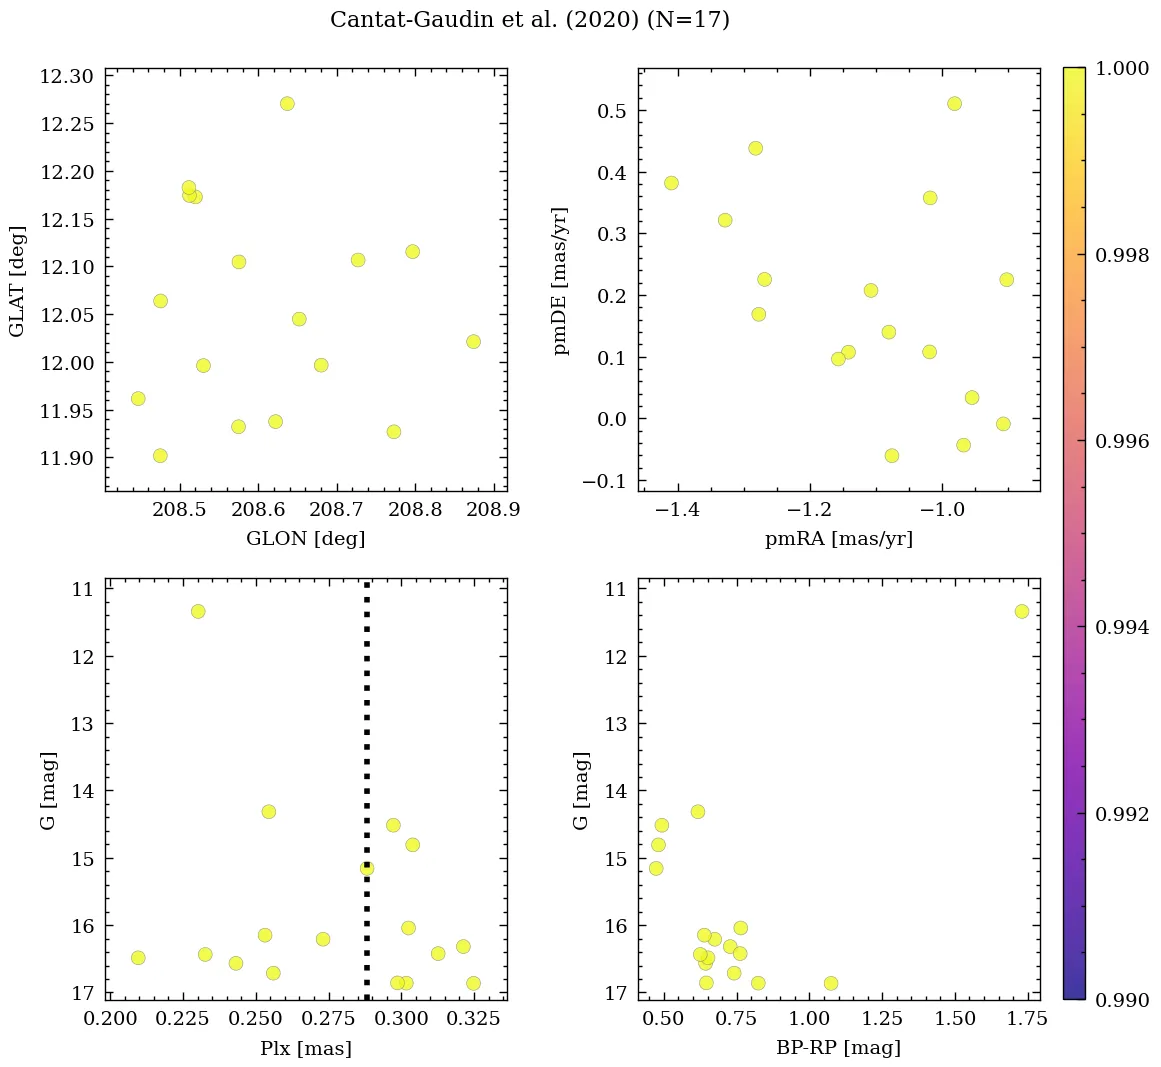 Cantat-Gaudin et al. (2020) (N=17)
12.30
12.25
12.20
12.15
12.10
12.05
12.00
11.95
11.90
GLAT [deg]
208.5 208.6 208.7 208.8 208.9
GLON [deg]
0.5
0.4
0.3
0.2
0.1
0.0
−0.1
pmDE [mas/yr]
−1.4 −1.2 −1.0
pmRA [mas/yr]
11
12
13
14
15
16
17
G [mag]
0.200 0.225 0.250 0.275 0.300 0.325
Plx [mas]
11
12
13
14
15
16
17
G [mag]
0.50 0.75 1.00 1.25 1.50 1.75
BP-RP [mag]
1.000
0.998
0.996
0.994
0.992
0.990